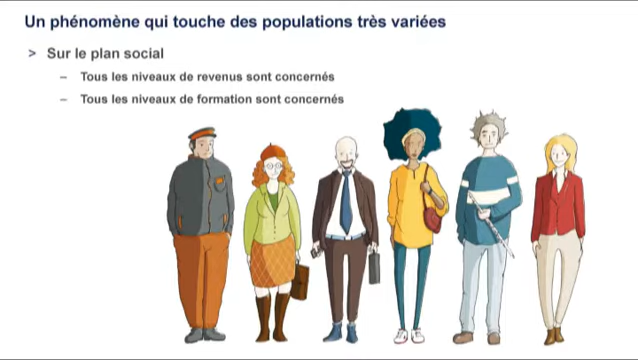 Un phénomène qui touche des populations très variées
> Sur le plan social
– Tous les niveaux de revenus sont concernés
– Tous les niveaux de formation sont concernés